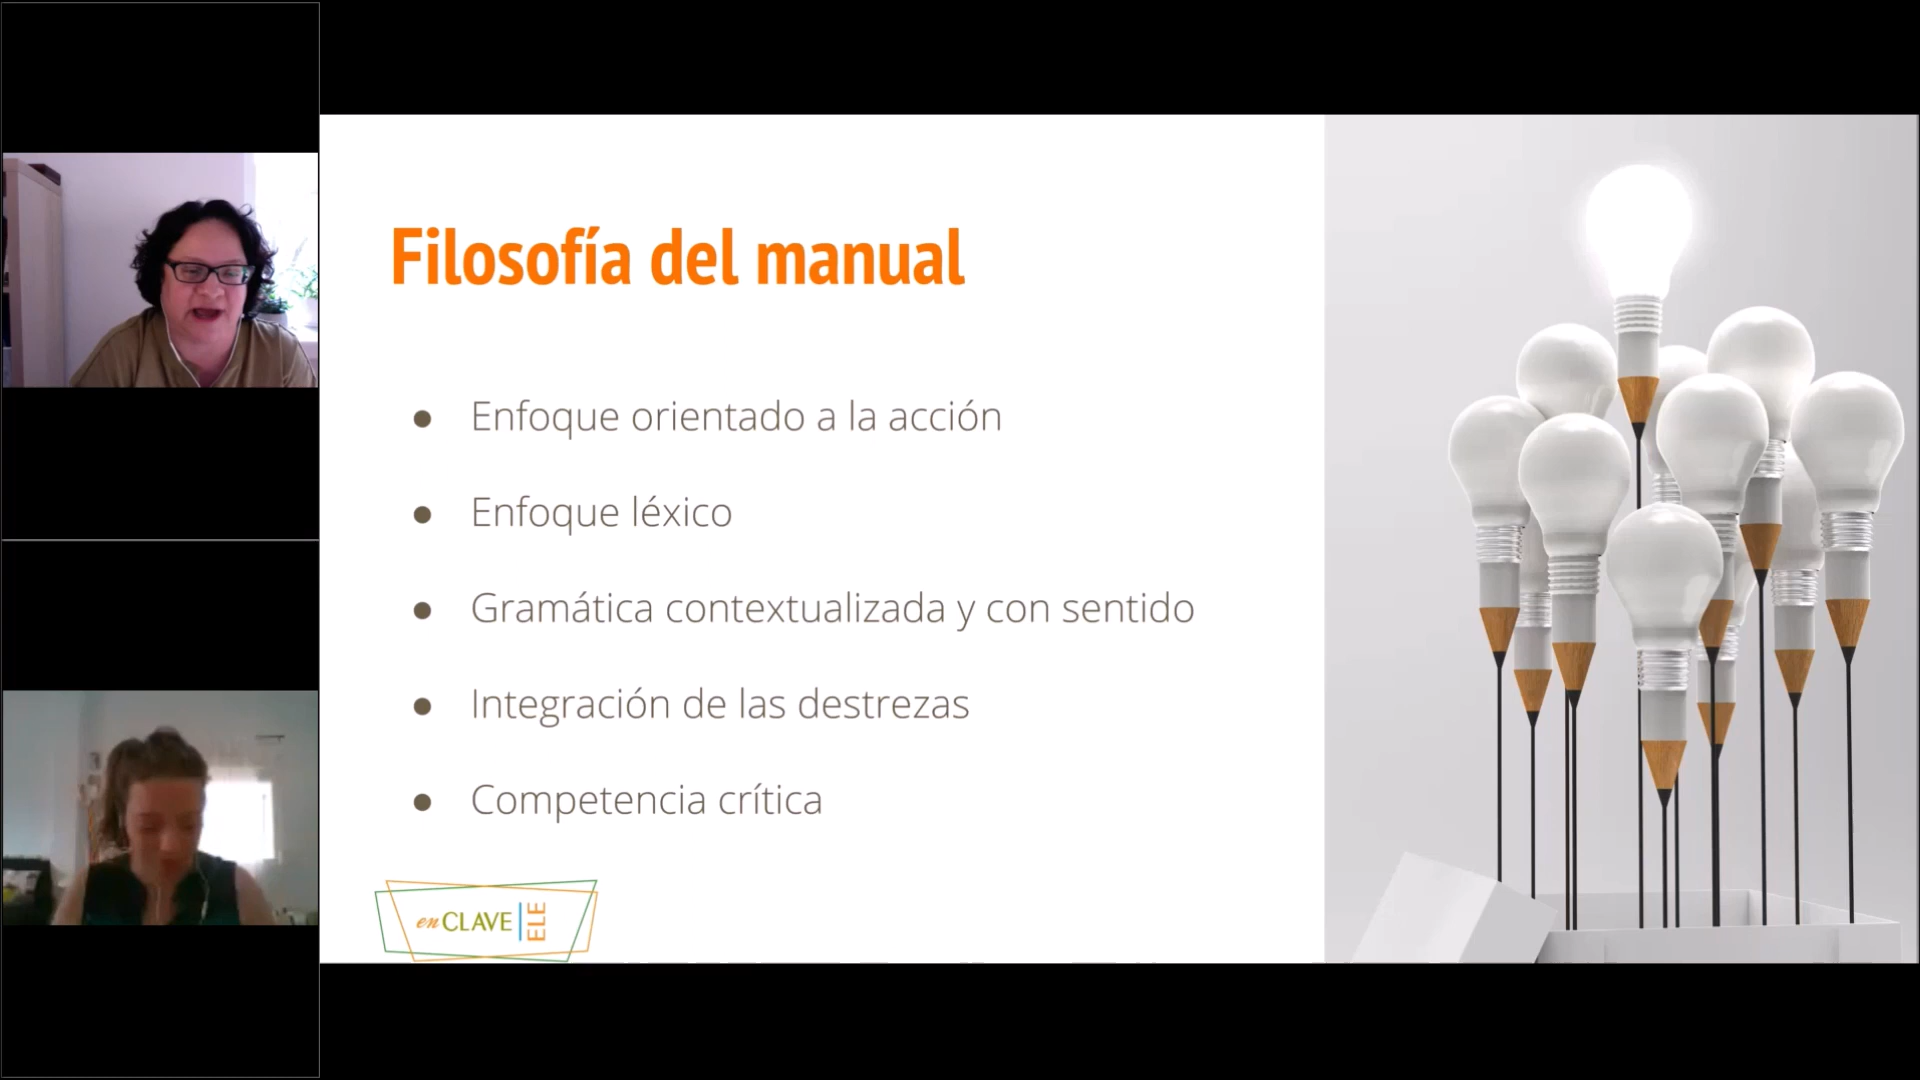 Filosofía del manual
● Enfoque orientado a la acción
● Enfoque léxico
● Gramática contextualizada y con sentido
● Integración de las destrezas
● Competencia crítica
en CLAVE ELE